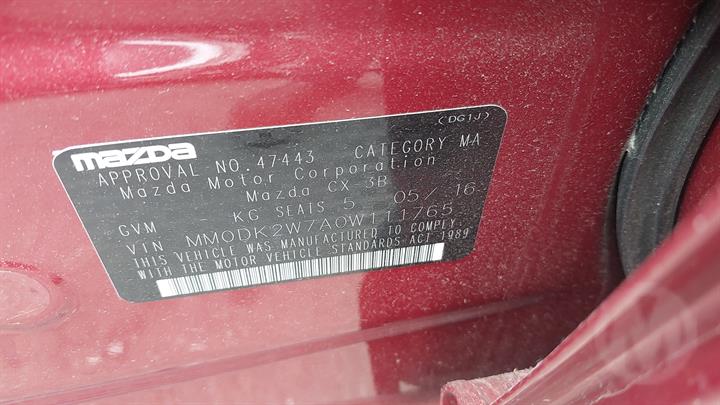 (DG1J)
mazda
APPROVAL NO.47443 CATEGORY MA
Mazda Motor Corporation
Mazda CX 3B
GVM KG SEATS 5 05/16
VIN MM0DK2W7A0W111765
THIS VEHICLE WAS MANUFACTURED TO COMPLY
WITH THE MOTOR VEHICLE STANDARDS ACT 1989